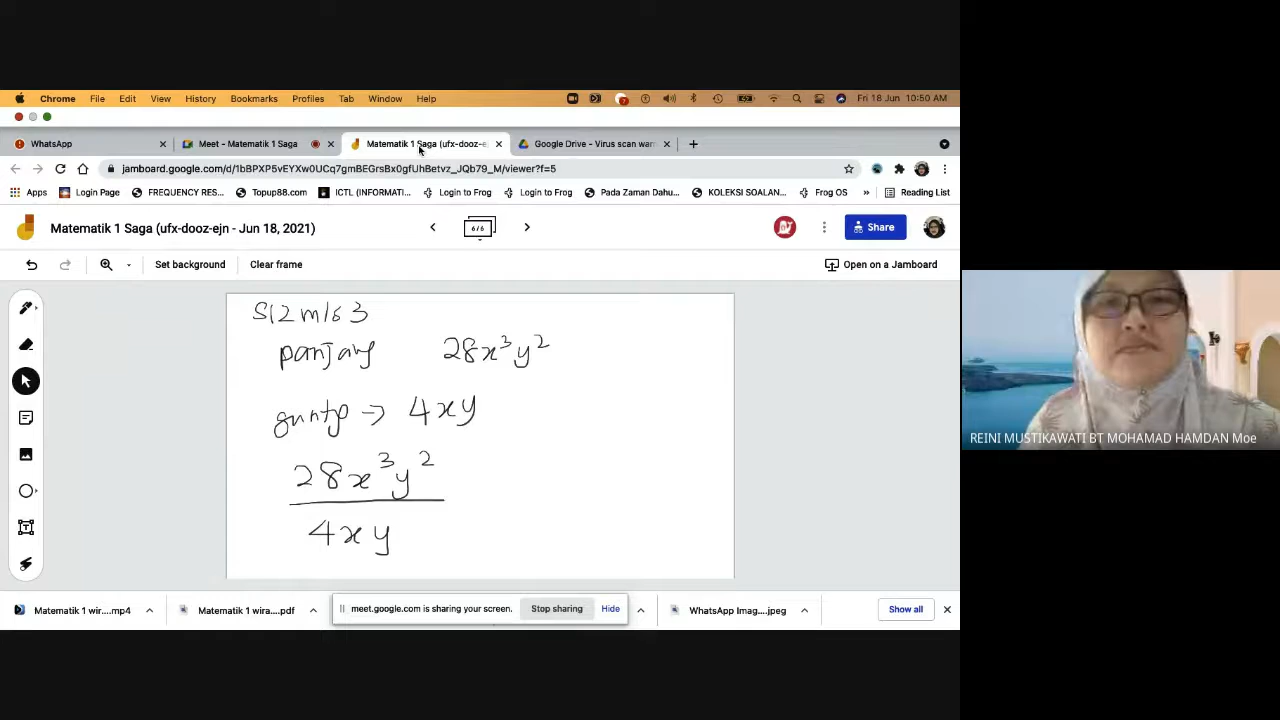 Chrome File Edit View History Bookmarks Profiles Tab Window Help Fri 18 Jun 10:50 AM
WhatsApp Meet – Matematik 1 Saga Matematik 1 Saga (ufx-dooz-e Google Drive - Virus scan war
jamboard.google.com/d/1bBPXP5vEYXw0UCq7gmBEGrsBx0gfUhBetvz_JQb79_M/viewer?f=5
Apps Login Page FREQUENCY RES... Topup88.com ICTL (INFORMATI... Login to Frog Login to Frog Pada Zaman Dahu... KOLEKSI SOALAN... Frog OS Reading List
Matematik 1 Saga (ufx-dooz-ejn - Jun 18, 2021) 6/6 Share
Set background Clear frame Open on a Jamboard
panjang 28x³y²
→ 4xy
28x³y²
4xy
REINI MUSTIKAWATI BT MOHAMAD HAMDAN Moe
Matematik 1 wir....mp4 Matematik 1 wira....pdf meet.google.com is sharing your screen. Stop sharing Hide WhatsApp Imag....jpeg Show all